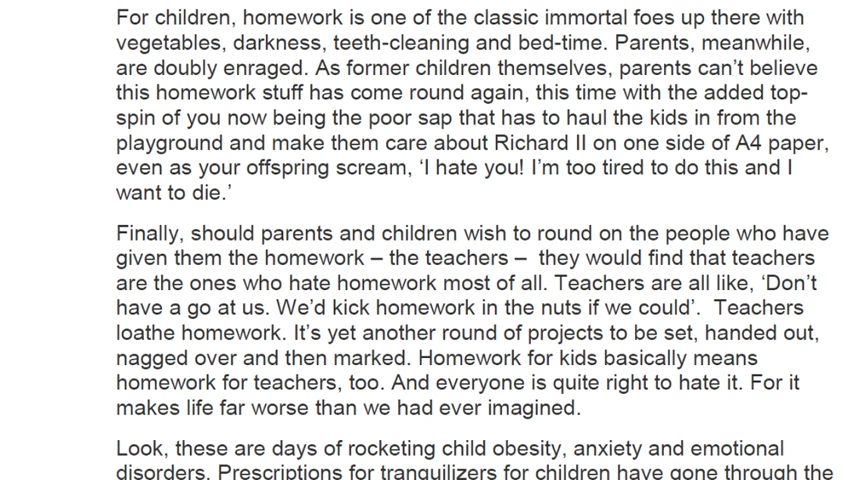 For children, homework is one of the classic immortal foes up there with
vegetables, darkness, teeth-cleaning and bed-time. Parents, meanwhile,
are doubly enraged. As former children themselves, parents can’t believe
this homework stuff has come round again, this time with the added top-
spin of you now being the poor sap that has to haul the kids in from the
playground and make them care about Richard II on one side of A4 paper,
even as your offspring scream, ‘I hate you! I’m too tired to do this and I
want to die.’
Finally, should parents and children wish to round on the people who have
given them the homework – the teachers –  they would find that teachers
are the ones who hate homework most of all. Teachers are all like, ‘Don’t
have a go at us. We’d kick homework in the nuts if we could’.  Teachers
loathe homework. It’s yet another round of projects to be set, handed out,
nagged over and then marked. Homework for kids basically means
homework for teachers, too. And everyone is quite right to hate it. For it
makes life far worse than we had ever imagined.
Look, these are days of rocketing child obesity, anxiety and emotional
disorders. Prescriptions for tranquilizers for children have gone through the